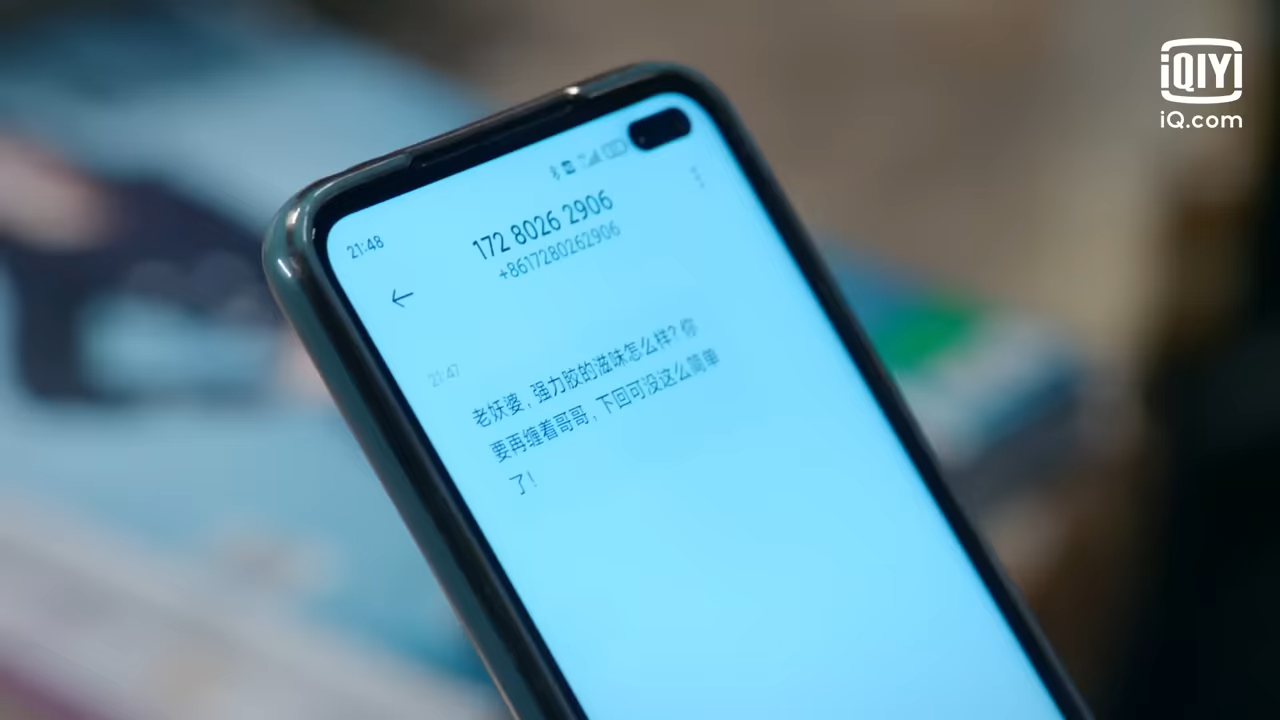 iQIYI
iQ.com
21:48
172 8026 2906
+8617280262906
21:47
老妖婆,强力胶的滋味怎么样?你
要再缠着哥哥,下回可没这么简单
了!